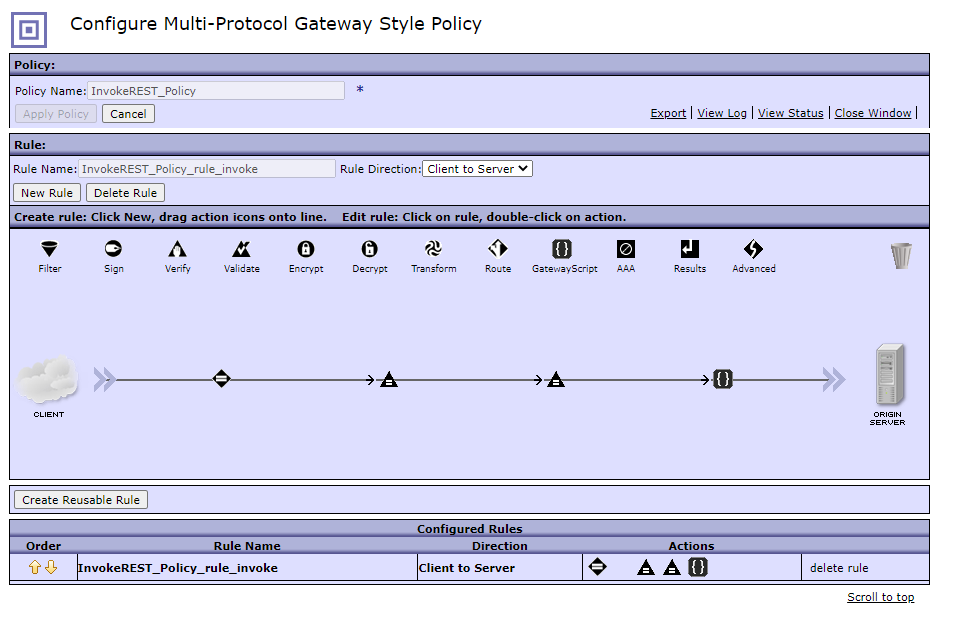 Configure Multi-Protocol Gateway Style Policy
Policy:
Policy Name: InvokeREST_Policy *
Apply Policy Cancel Export | View Log | View Status | Close Window |
Rule:
Rule Name: InvokeREST_Policy_rule_invoke Rule Direction: Client to Server
New Rule Delete Rule
Create rule: Click New, drag action icons onto line. Edit rule: Click on rule, double-click on action.
Filter Sign Verify Validate Encrypt Decrypt Transform Route GatewayScript AAA Results Advanced
CLIENT
ORIGIN
SERVER
Create Reusable Rule
Configured Rules
Order Rule Name Direction Actions
InvokeREST_Policy_rule_invoke Client to Server delete rule
Scroll to top